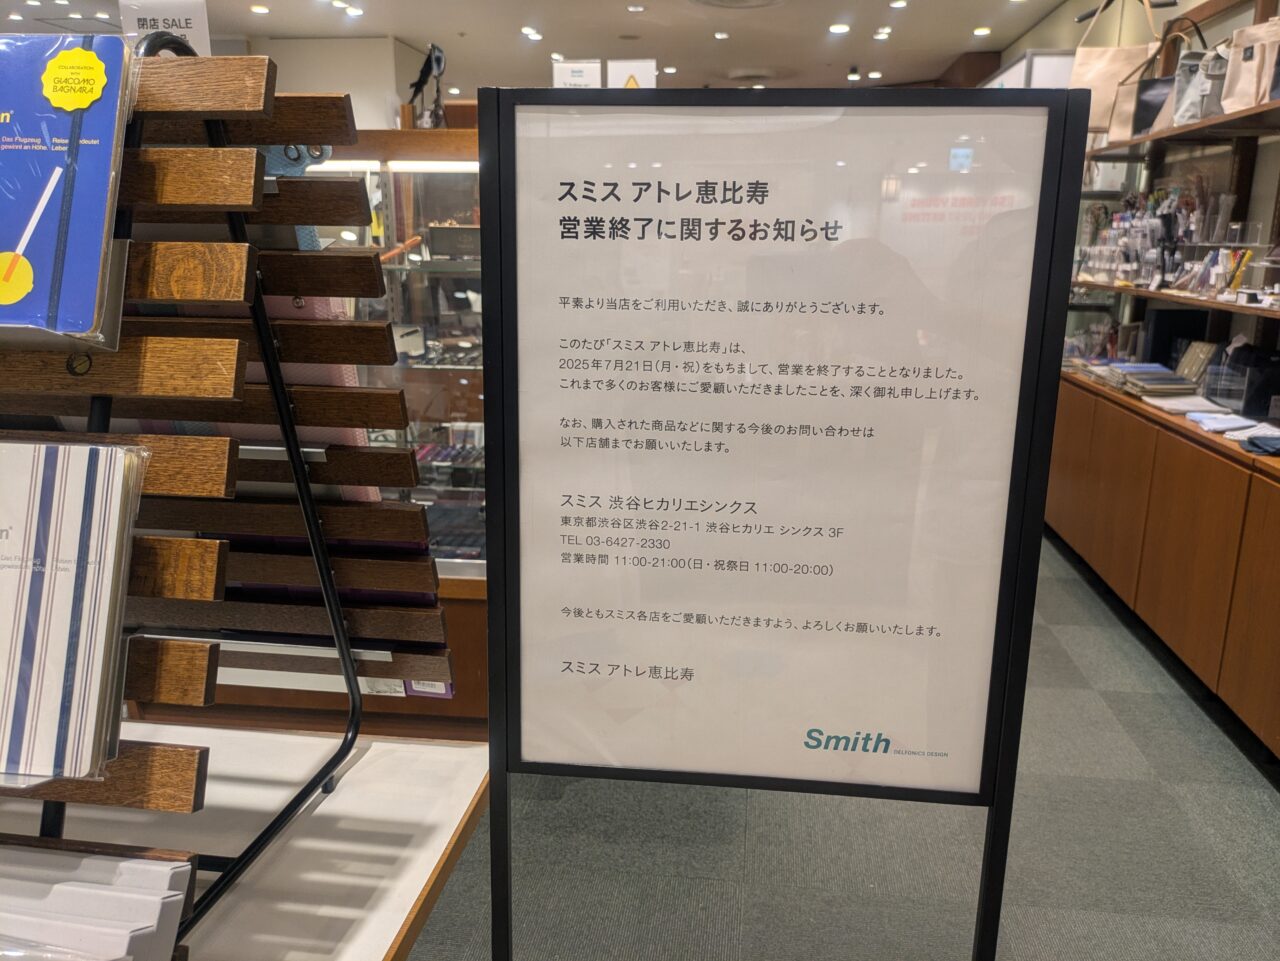 閉店 SALE
COLLABORATION
WITH
GIACOMO
BAGNARA
Das Flugzeug
gewinnt an Höhe.
スミス アトレ恵比寿
営業終了に関するお知らせ
平素より当店をご利用いただき、誠にありがとうございます。
このたび「スミス アトレ恵比寿」は、
2025年7月21日(月・祝)をもちまして、営業を終了することとなりました。
これまで多くのお客様にご愛顧いただきましたことを、深く御礼申し上げます。
なお、購入された商品などに関する今後のお問い合わせは
以下店舗までお願いいたします。
スミス 渋谷ヒカリエシンクス
東京都渋谷区渋谷2-21-1 渋谷ヒカリエ シンクス 3F
TEL 03-6427-2330
営業時間 11:00-21:00(日・祝祭日 11:00-20:00)
今後ともスミス各店をご愛顧いただきますよう、よろしくお願いいたします。
スミス アトレ恵比寿
Smith DELFONICS DESIGN